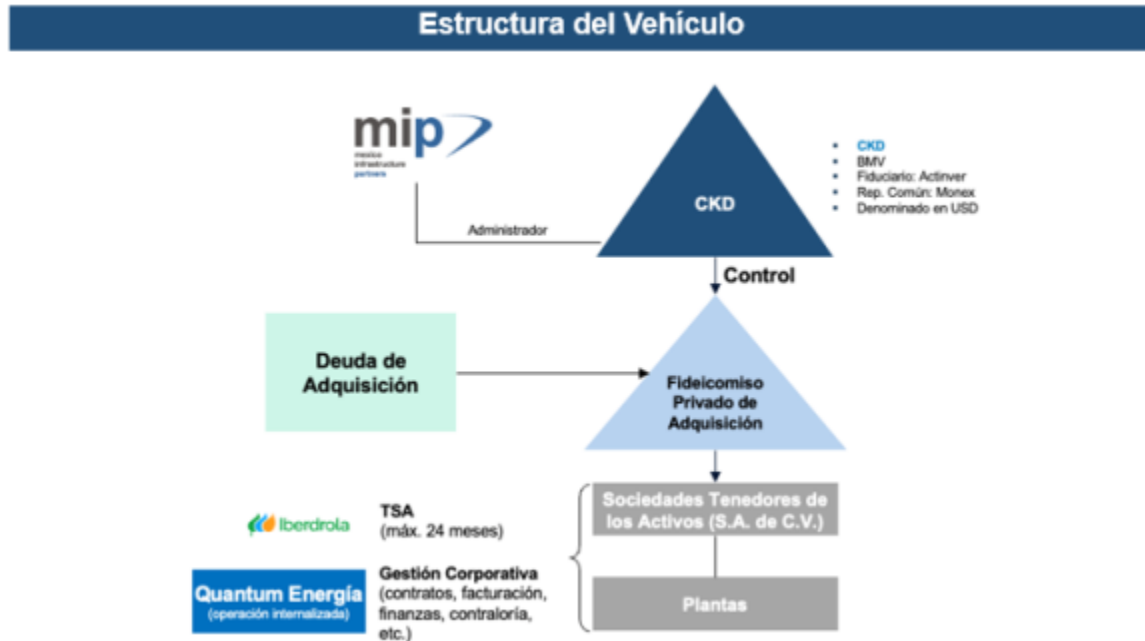 Estructura del Vehículo
mip
mexico
infrastructure
partners
Administrador
CKD
• CKD
• BMV
• Fiduciario: Actinver
• Rep. Común: Monex
• Denominado en USD
Control
Deuda de
Adquisición
Fideicomiso
Privado de
Adquisición
Iberdrola
TSA
(máx. 24 meses)
Quantum Energía
(operación internalizada)
Gestión Corporativa
(contratos, facturación,
finanzas, contraloría,
etc.)
Sociedades Tenedores de
los Activos (S.A. de C.V.)
Plantas